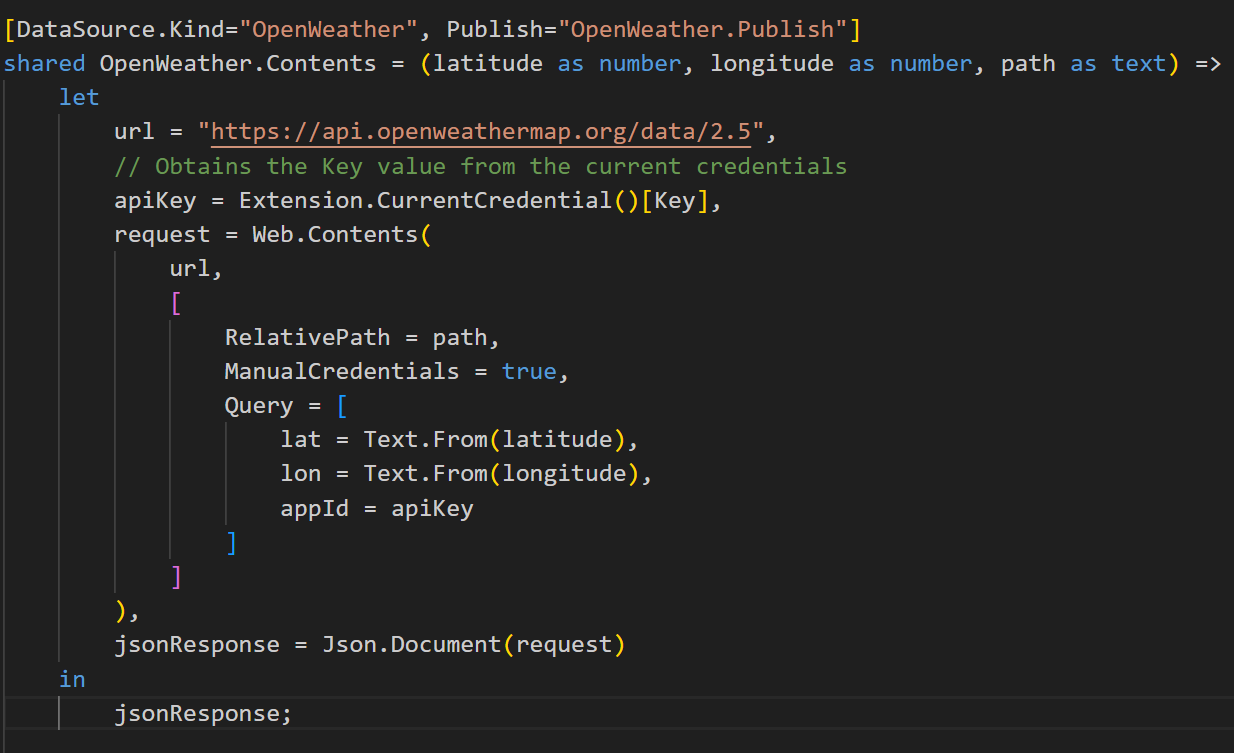 [DataSource.Kind="OpenWeather", Publish="OpenWeather.Publish"]
shared OpenWeather.Contents = (latitude as number, longitude as number, path as text) =>
    let
        url = "https://api.openweathermap.org/data/2.5",
        // Obtains the Key value from the current credentials
        apiKey = Extension.CurrentCredential()[Key],
        request = Web.Contents(
            url,
            [
                RelativePath = path,
                ManualCredentials = true,
                Query = [
                    lat = Text.From(latitude),
                    lon = Text.From(longitude),
                    appId = apiKey
                ]
            ]
        ),
        jsonResponse = Json.Document(request)
    in
        jsonResponse;